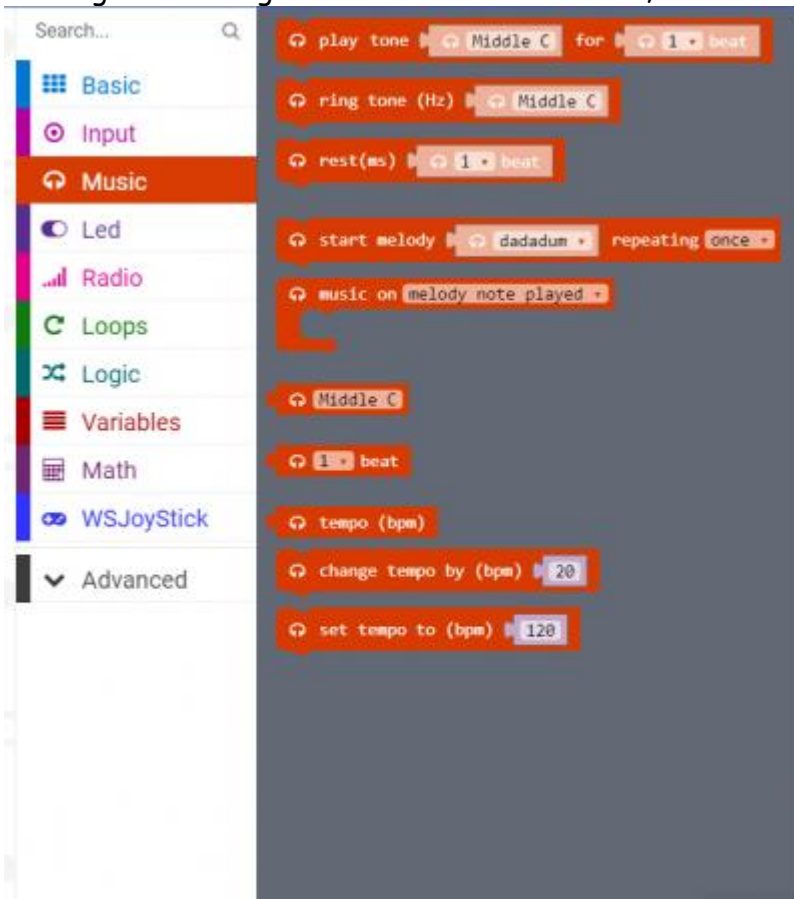 Search...
Basic
Input
Music
Led
Radio
Loops
Logic
Variables
Math
WSJoyStick
Advanced
play tone Middle C for 1 beat
ring tone (Hz) Middle C
rest(ms) 1 beat
start melody dadadum repeating once
music on melody note played
Middle C
1 beat
tempo (bpm)
change tempo by (bpm) 20
set tempo to (bpm) 120